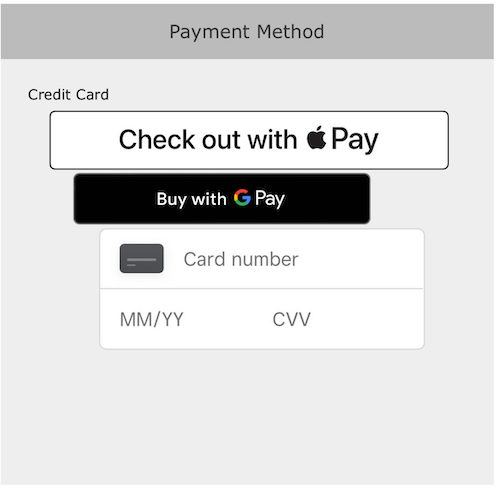 Payment Method
Credit Card
Check out with Pay
Buy with G Pay
Card number
MM/YY CVV